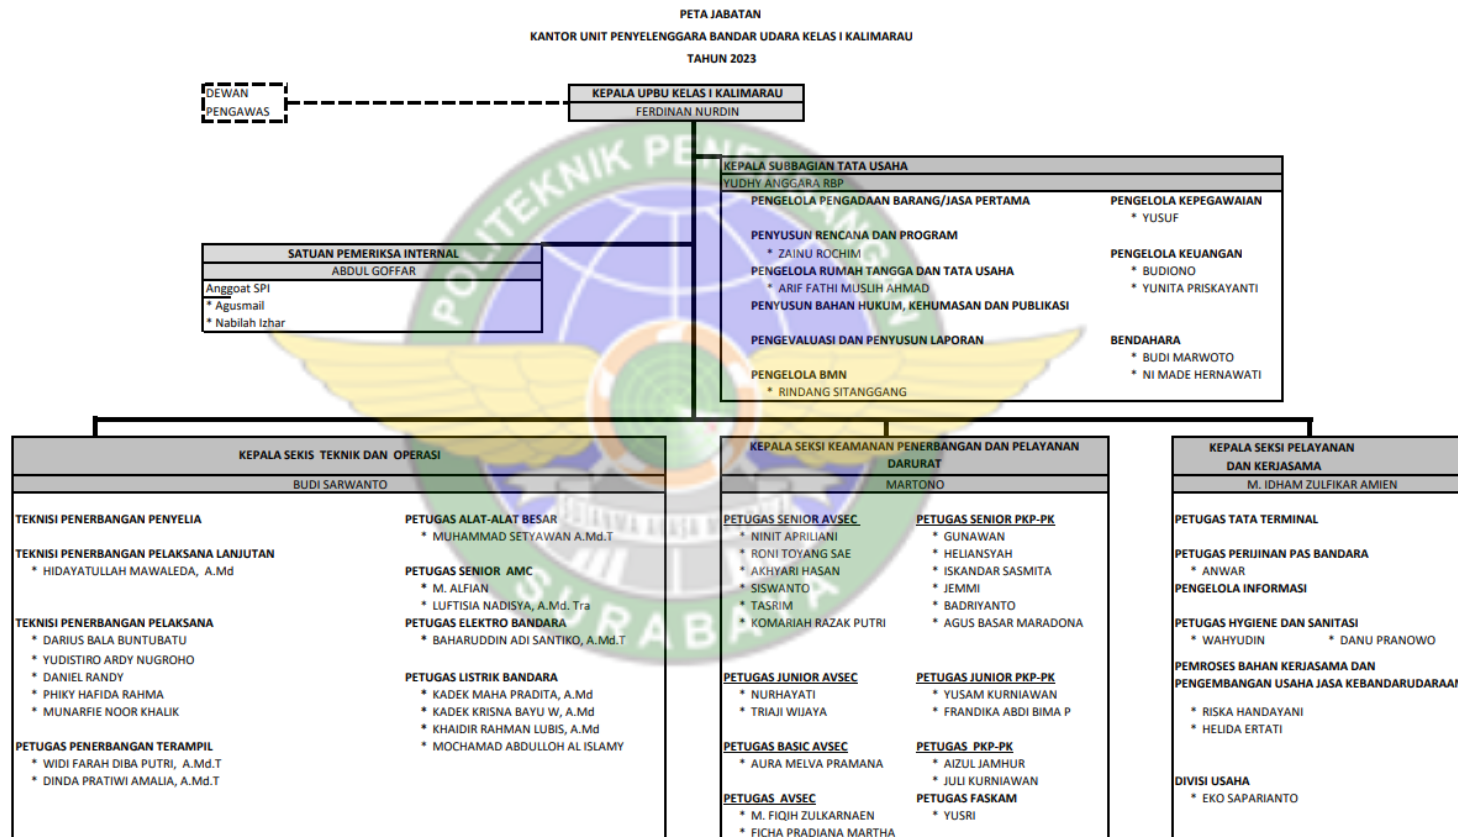 PETA JABATAN
KANTOR UNIT PENYELENGGARA BANDAR UDARA KELAS I KALIMARAU
TAHUN 2023
DEWAN
PENGAWAS
KEPALA UPBU KELAS I KALIMARAU
FERDINAN NURDIN
KEPALA SUBBAGIAN TATA USAHA
YUDHY ANGGARA RBP
PENGELOLA PENGADAAN BARANG/JASA PERTAMA
PENYUSUN RENCANA DAN PROGRAM
* ZAINU ROCHIM
PENGELOLA RUMAH TANGGA DAN TATA USAHA
* ARIF FATHI MUSLIH AHMAD
PENYUSUN BAHAN HUKUM, KEHUMASAN DAN PUBLIKASI
PENGEVALUASI DAN PENYUSUN LAPORAN
PENGELOLA BMN
* RINDANG SITANGGANG
PENGELOLA KEPEGAWAIAN
* YUSUF
PENGELOLA KEUANGAN
* BUDIONO
* YUNITA PRISKAYANTI
BENDAHARA
* BUDI MARWOTO
* NI MADE HERNAWATI
SATUAN PEMERIKSA INTERNAL
ABDUL GOFFAR
Anggoat SPI
* Agusmail
* Nabilah Izhar
KEPALA SEKIS TEKNIK DAN OPERASI
BUDI SARWANTO
TEKNISI PENERBANGAN PENYELIA
TEKNISI PENERBANGAN PELAKSANA LANJUTAN
* HIDAYATULLAH MAWALEDA, A.Md
TEKNISI PENERBANGAN PELAKSANA
* DARIUS BALA BUNTUBATU
* YUDISTIRO ARDY NUGROHO
* DANIEL RANDY
* PHIKY HAFIDA RAHMA
* MUNARFIE NOOR KHALIK
PETUGAS PENERBANGAN TERAMPIL
* WIDI FARAH DIBA PUTRI, A.Md.T
* DINDA PRATIWI AMALIA, A.Md.T
PETUGAS ALAT-ALAT BESAR
* MUHAMMAD SETYAWAN A.Md.T
PETUGAS SENIOR AMC
* M. ALFIAN
* LUFTISIA NADISYA, A.Md. Tra
PETUGAS ELEKTRO BANDARA
* BAHARUDDIN ADI SANTIKO, A.Md.T
PETUGAS LISTRIK BANDARA
* KADEK MAHA PRADITA, A.Md
* KADEK KRISNA BAYU W, A.Md
* KHAIDIR RAHMAN LUBIS, A.Md
* MOCHAMAD ABDULLOH AL ISLAMY
KEPALA SEKSI KEAMANAN PENERBANGAN DAN PELAYANAN
DARURAT
MARTONO
PETUGAS SENIOR AVSEC
* NINIT APRILIANI
* RONI TOYANG SAE
* AKHYARI HASAN
* SISWANTO
* TASRIM
* KOMARIAH RAZAK PUTRI
PETUGAS JUNIOR AVSEC
* NURHAYATI
* TRIAJI WIJAYA
PETUGAS BASIC AVSEC
* AURA MELVA PRAMANA
PETUGAS AVSEC
* M. FIQIH ZULKARNAEN
* FICHA PRADIANA MARTHA
PETUGAS SENIOR PKP-PK
* GUNAWAN
* HELIANSYAH
* ISKANDAR SASMITA
* JEMMI
* BADRIYANTO
* AGUS BASAR MARADONA
PETUGAS JUNIOR PKP-PK
* YUSAM KURNIAWAN
* FRANDIKA ABDI BIMA P
PETUGAS PKP-PK
* AIZUL JAMHUR
* JULI KURNIAWAN
PETUGAS FASKAM
* YUSRI
KEPALA SEKSI PELAYANAN
DAN KERJASAMA
M. IDHAM ZULFIKAR AMIEN
PETUGAS TATA TERMINAL
PETUGAS PERIJINAN PAS BANDARA
* ANWAR
PENGELOLA INFORMASI
PETUGAS HYGIENE DAN SANITASI
* WAHYUDIN * DANU PRANOWO
PEMROSES BAHAN KERJASAMA DAN
PENGEMBANGAN USAHA JASA KEBANDARUDARAAN
* RISKA HANDAYANI
* HELIDA ERTATI
DIVISI USAHA
* EKO SAPARIANTO
POLITEKNIK PENERBANGAN
SURABAYA